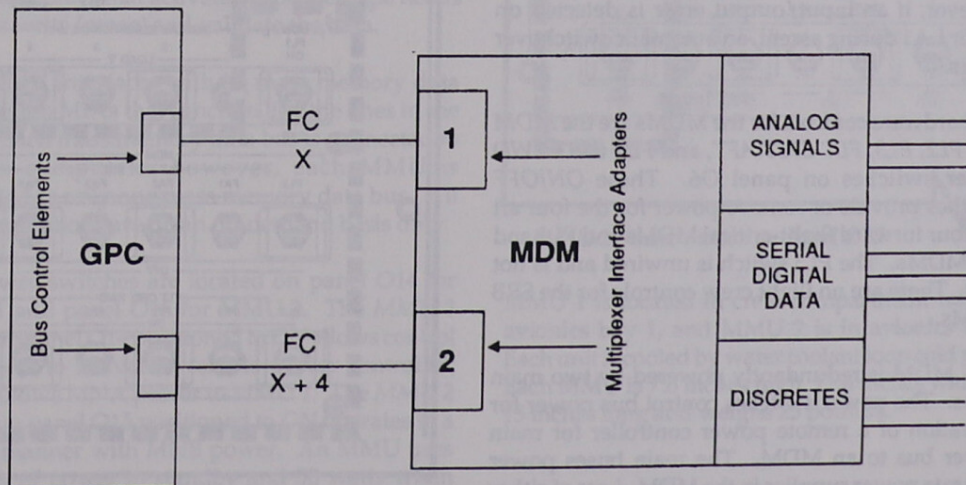 Bus Control Elements
GPC
FC
X
FC
X + 4
1
2
MDM
Multiplexer Interface Adapters
ANALOG
SIGNALS
SERIAL
DIGITAL
DATA
DISCRETES